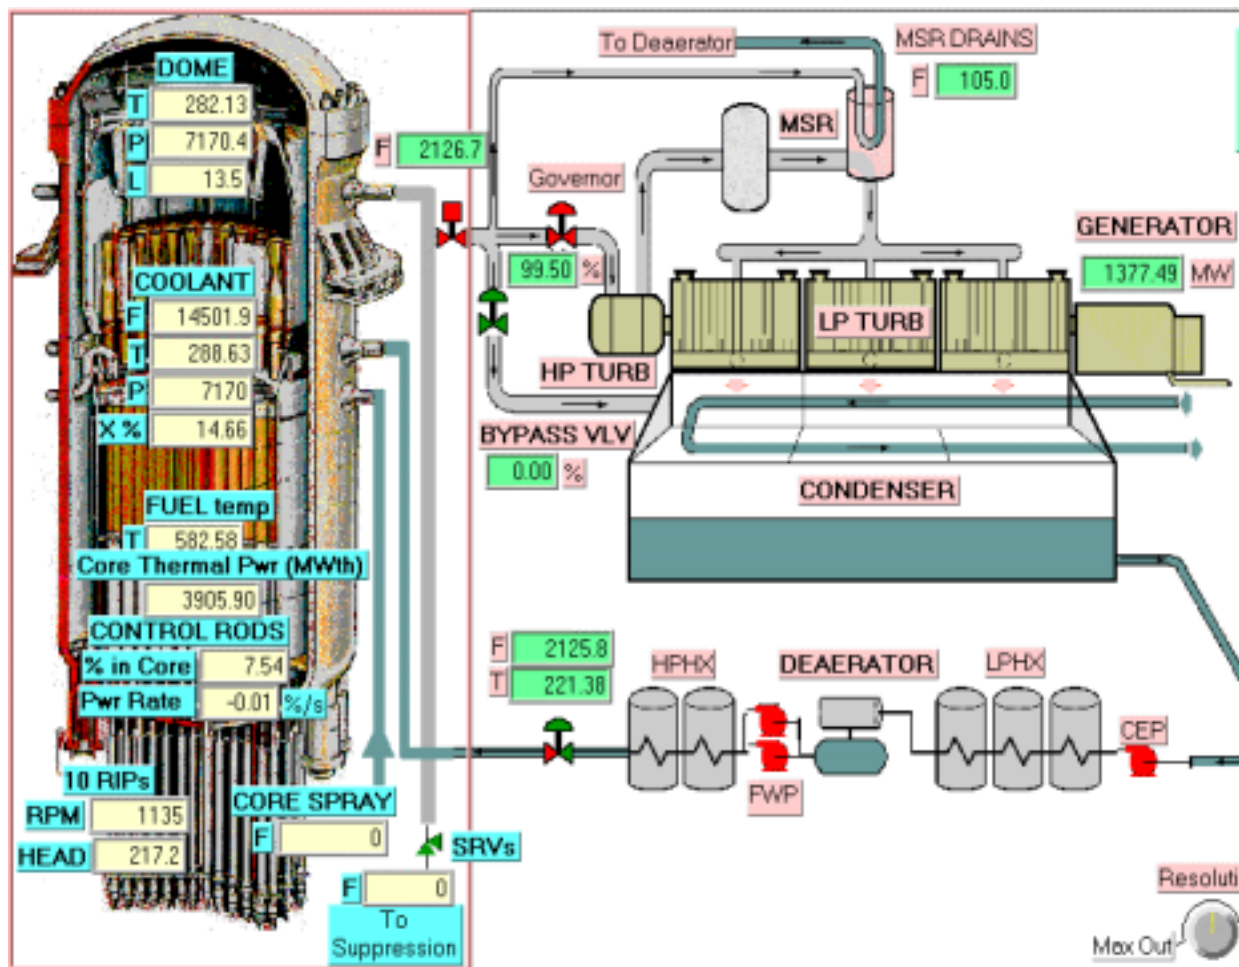 DOME
T 282.13
P 7170.4
L 13.5
COOLANT
F 14501.9
T 288.63
P 7170
X % 14.66
FUEL temp
T 582.58
Core Thermal Pwr (MWth)
3905.90
CONTROL RODS
% in Core 7.54
Pwr Rate -0.01 %/s
10 RIPs
RPM 1135
HEAD 217.2
CORE SPRAY
F 0
SRVs
F 0
To
Suppression
To Deaerator
MSR DRAINS
F 105.0
MSR
F 2126.7
Governor
99.50 %
GENERATOR
1377.49 MW
LP TURB
HP TURB
BYPASS VLV
0.00 %
CONDENSER
F 2125.8
T 221.38
HPHX
DEAERATOR
LPHX
CEP
FWP
Resoluti
Max Out